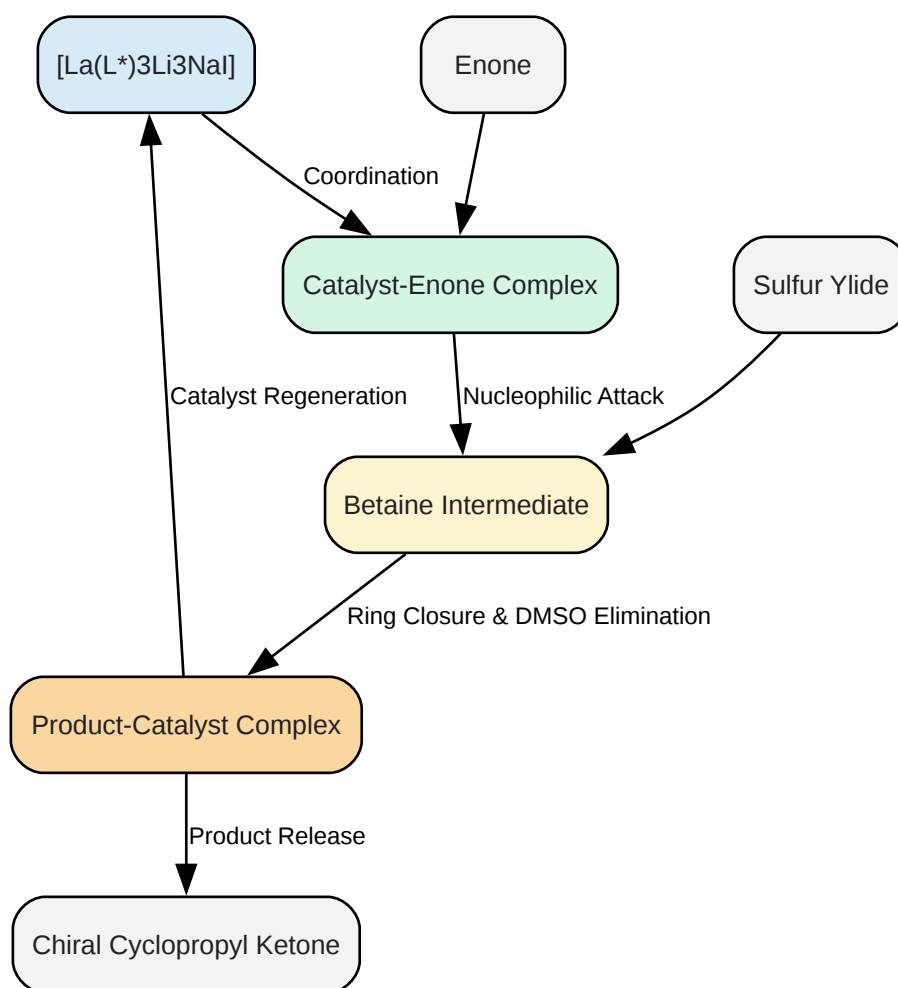 [La(L*)3Li3NaI]
Enone
Coordination
Catalyst-Enone Complex
Sulfur Ylide
Catalyst Regeneration
Nucleophilic Attack
Betaine Intermediate
Ring Closure & DMSO Elimination
Product-Catalyst Complex
Product Release
Chiral Cyclopropyl Ketone